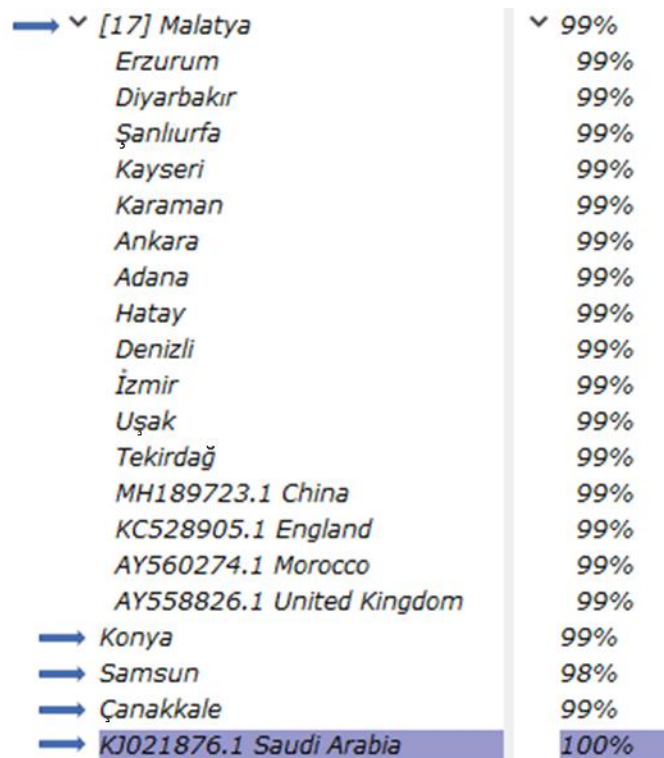 [17] Malatya 99%
Erzurum 99%
Diyarbakır 99%
Şanlıurfa 99%
Kayseri 99%
Karaman 99%
Ankara 99%
Adana 99%
Hatay 99%
Denizli 99%
İzmir 99%
Uşak 99%
Tekirdağ 99%
MH189723.1 China 99%
KC528905.1 England 99%
AY560274.1 Morocco 99%
AY558826.1 United Kingdom 99%
Konya 99%
Samsun 98%
Çanakkale 99%
KJ021876.1 Saudi Arabia 100%